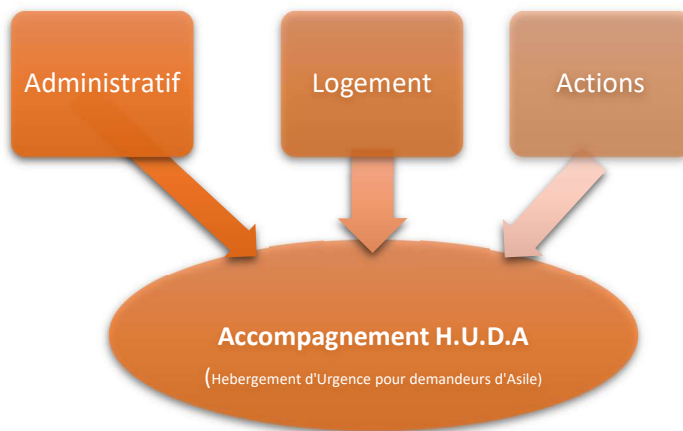 Administratif
Logement
Actions
Accompagnement H.U.D.A
(Hebergement d'Urgence pour demandeurs d'Asile)